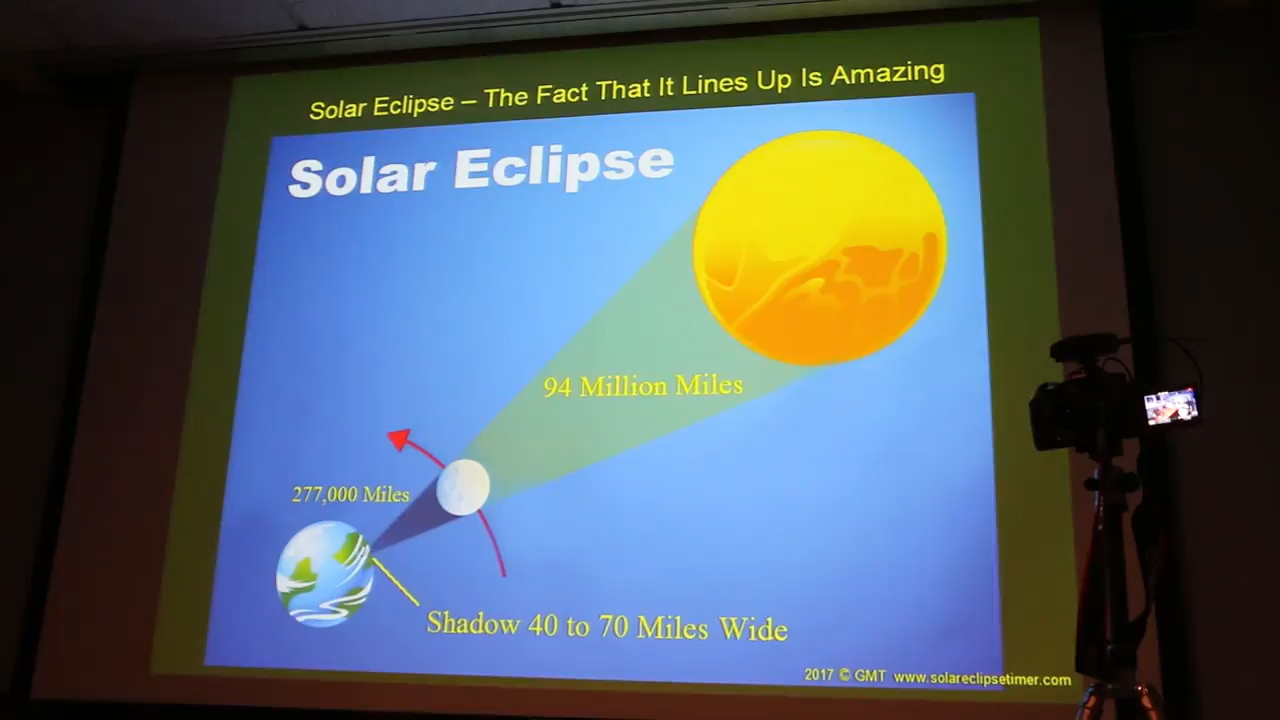 Solar Eclipse – The Fact That It Lines Up Is Amazing
Solar Eclipse
94 Million Miles
277,000 Miles
Shadow 40 to 70 Miles Wide
2017 © GMT www.solareclipsetimer.com